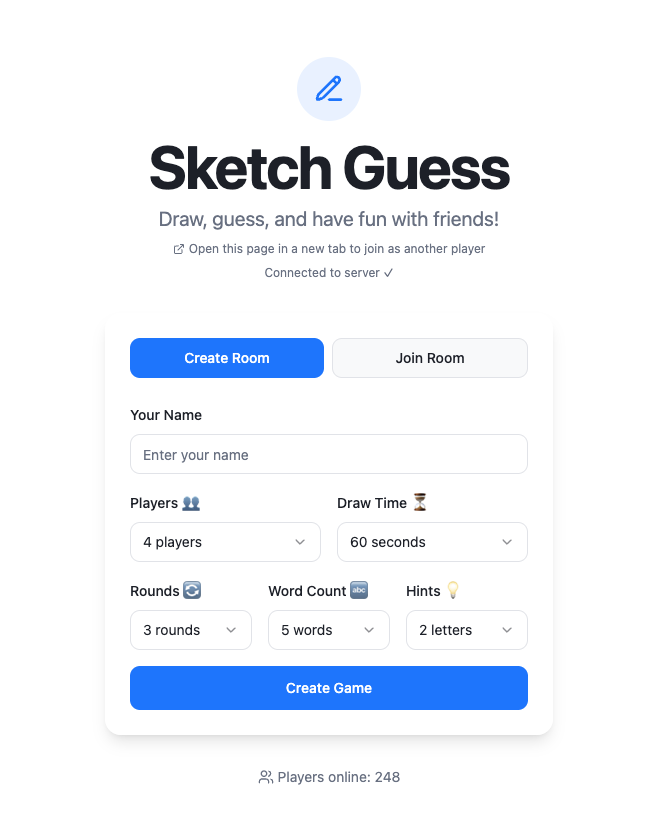 Sketch Guess
Draw, guess, and have fun with friends!
Open this page in a new tab to join as another player
Connected to server ✓
Create Room
Join Room
Your Name
Enter your name
Players 👥
Draw Time ⏳
4 players
60 seconds
Rounds 🔄
Word Count 🔤
Hints 💡
3 rounds
5 words
2 letters
Create Game
Players online: 248